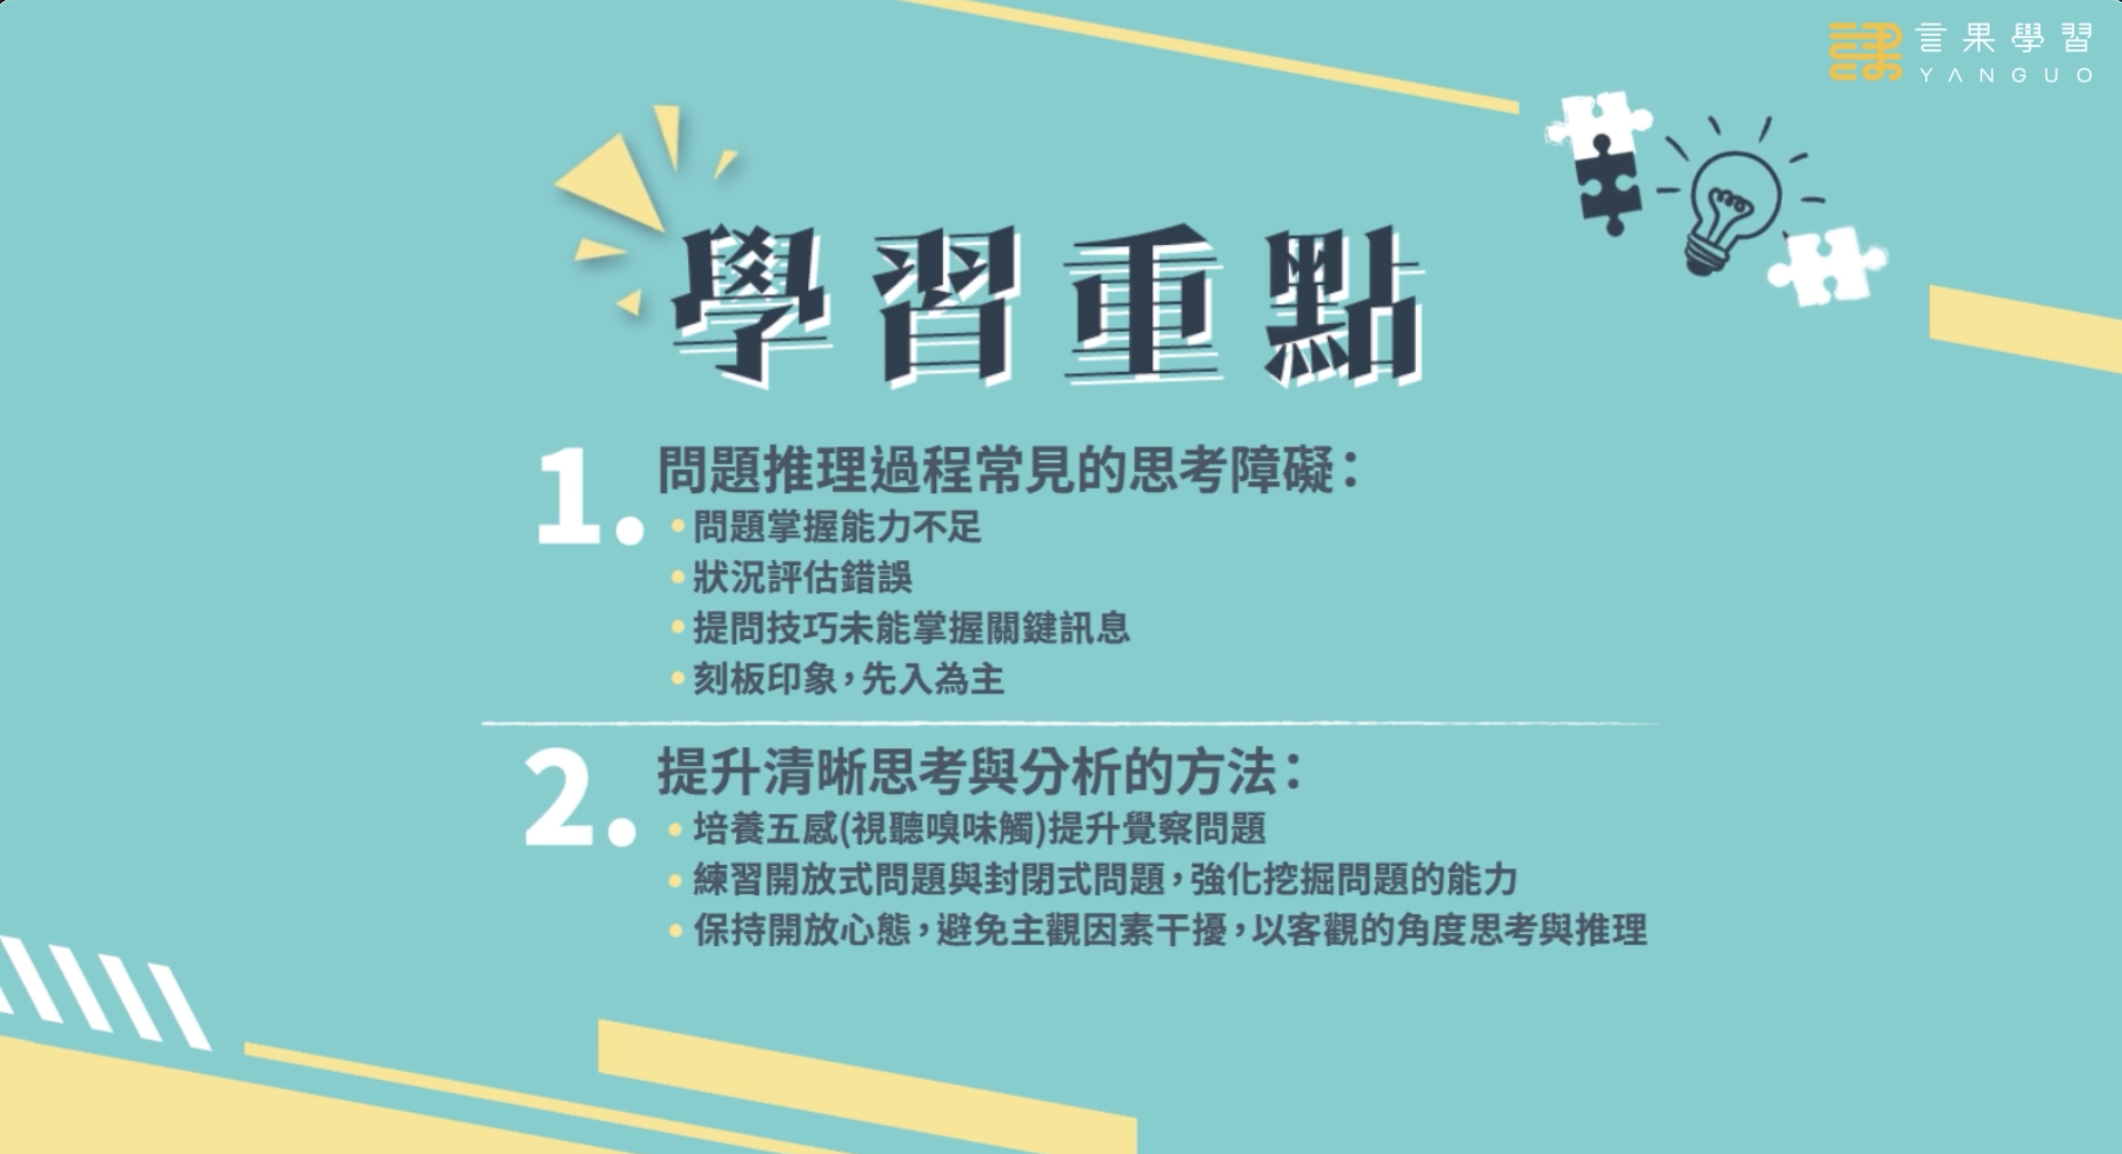 言果學習
YANGUO
學習重點
1. 問題推理過程常見的思考障礙：
•問題掌握能力不足
•狀況評估錯誤
•提問技巧未能掌握關鍵訊息
•刻板印象，先入為主
2. 提升清晰思考與分析的方法：
•培養五感(視聽嗅味觸)提升覺察問題
•練習開放式問題與封閉式問題，強化挖掘問題的能力
•保持開放心態，避免主觀因素干擾，以客觀的角度思考與推理